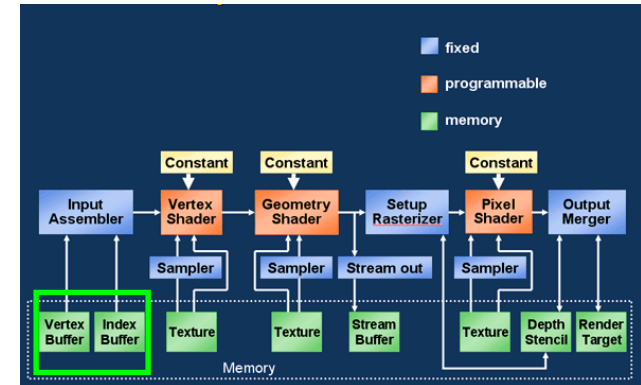 fixed
programmable
memory
Constant
Constant
Constant
Input
Assembler
Vertex
Shader
Geometry
Shader
Setup
Rasterizer
Pixel
Shader
Output
Merger
Sampler
Sampler
Stream out
Sampler
Vertex
Buffer
Index
Buffer
Texture
Texture
Stream
Buffer
Texture
Depth
Stencil
Render
Target
Memory